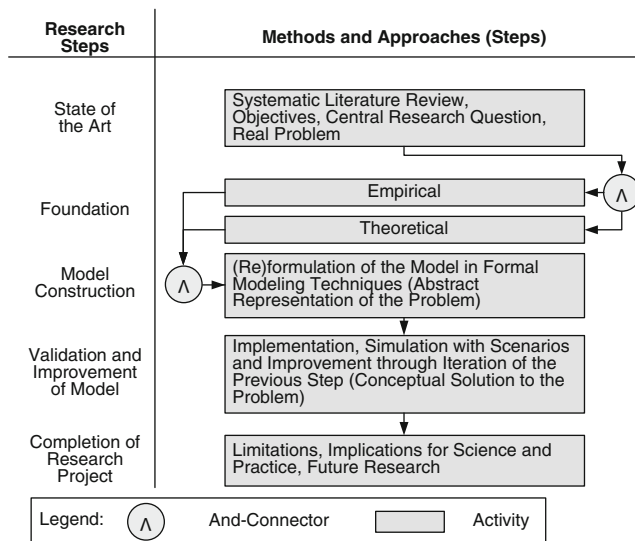 Research
Steps
Methods and Approaches (Steps)
State of
the Art
Systematic Literature Review,
Objectives, Central Research Question,
Real Problem
Λ
Foundation
Empirical
Theoretical
Model
Construction
Λ
(Re)formulation of the Model in Formal
Modeling Techniques (Abstract
Representation of the Problem)
Validation and
Improvement
of Model
Implementation, Simulation with Scenarios
and Improvement through Iteration of the
Previous Step (Conceptual Solution to the
Problem)
Completion of
Research
Project
Limitations, Implications for Science and
Practice, Future Research
Legend: Λ And-Connector Activity